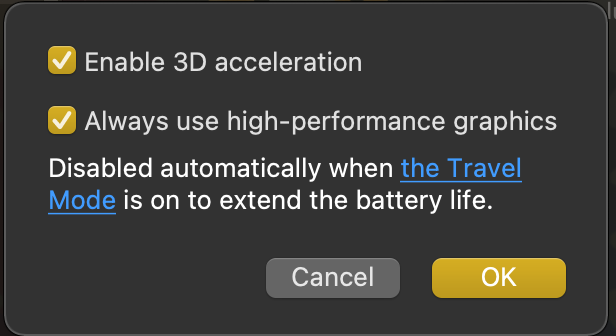 Enable 3D acceleration
Always use high-performance graphics
Disabled automatically when the Travel
Mode is on to extend the battery life.
Cancel
OK